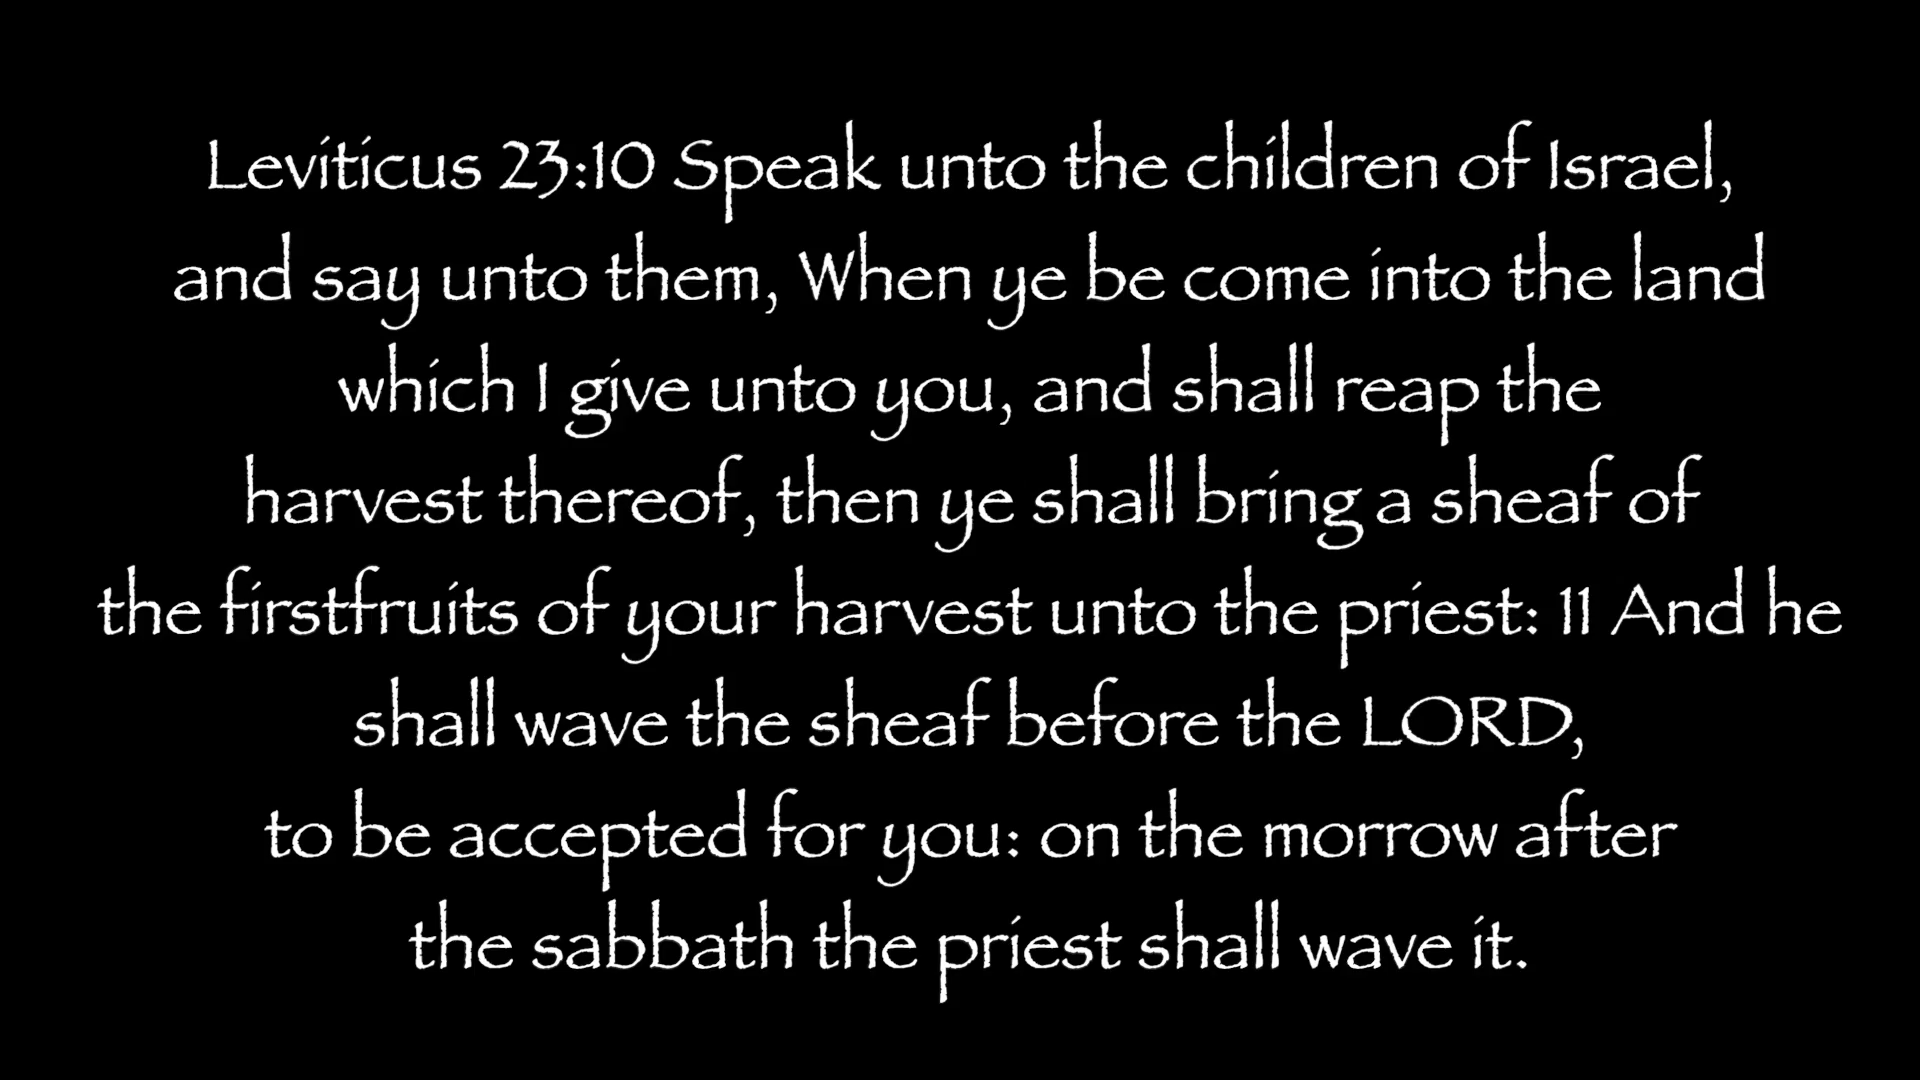 Leviticus 23:10 Speak unto the children of Israel,
and say unto them, When ye be come into the land
which I give unto you, and shall reap the
harvest thereof, then ye shall bring a sheaf of
the firstfruits of your harvest unto the priest: 11 And he
shall wave the sheaf before the LORD,
to be accepted for you: on the morrow after
the sabbath the priest shall wave it.